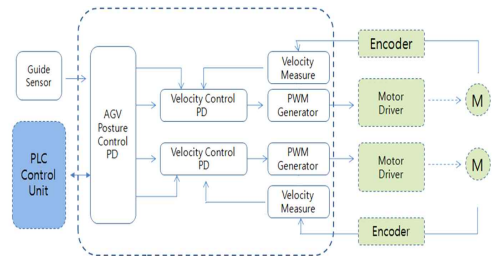 Guide
Sensor
PLC
Control
Unit
AGV
Posture
Control
PD
Velocity Control
PD
Velocity Control
PD
Velocity
Measure
PWM
Generator
PWM
Generator
Velocity
Measure
Encoder
Motor
Driver
Motor
Driver
Encoder
M
M